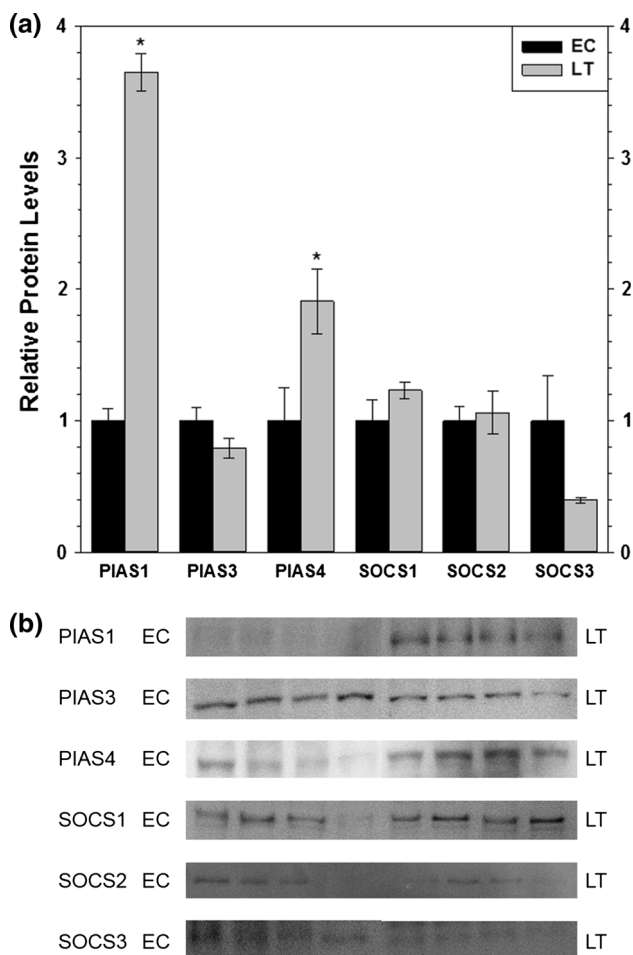 (a)
4
3
2
1
0
Relative Protein Levels
*
*
EC
LT
4
3
2
1
0
PIAS1 PIAS3 PIAS4 SOCS1 SOCS2 SOCS3
(b)
PIAS1 EC LT
PIAS3 EC LT
PIAS4 EC LT
SOCS1 EC LT
SOCS2 EC LT
SOCS3 EC LT